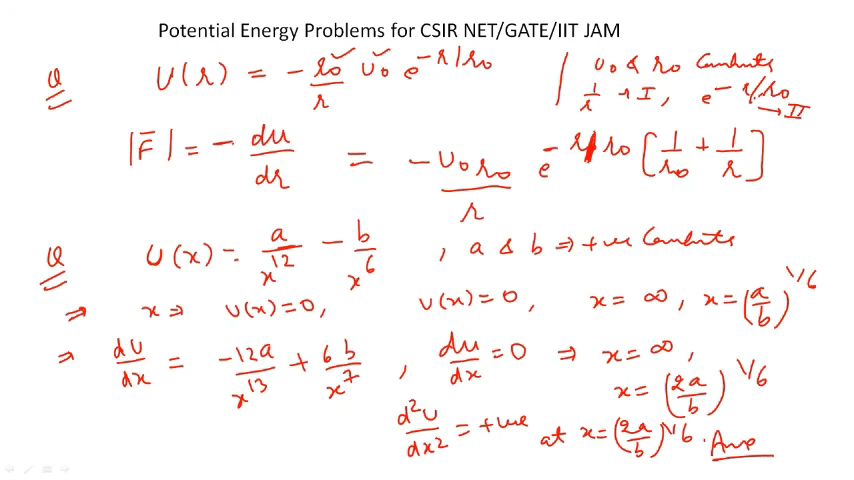 Potential Energy Problems for CSIR NET/GATE/IIT JAM
Q U(r) = - r₀/r U₀ e^(-r/r₀) / U₀ & r₀ Constants
1/r → I, e^(-r/r₀) → II
|F̅| = - du/dr = -U₀r₀/r e^(-r/r₀) [1/r₀ + 1/r]
Q U(x) = a/x¹² - b/x⁶, a & b ⇒ +ve Constants
⇒ x ⇒ U(x)=0, U(x)=0, x=∞, x=(a/b)^(1/6)
⇒ dU/dx = -12a/x¹³ + 6b/x⁷, du/dx = 0 ⇒ x=∞,
x=(2a/b)^(1/6)
d²U/dx² = +ve at x=(2a/b)^(1/6). Ans